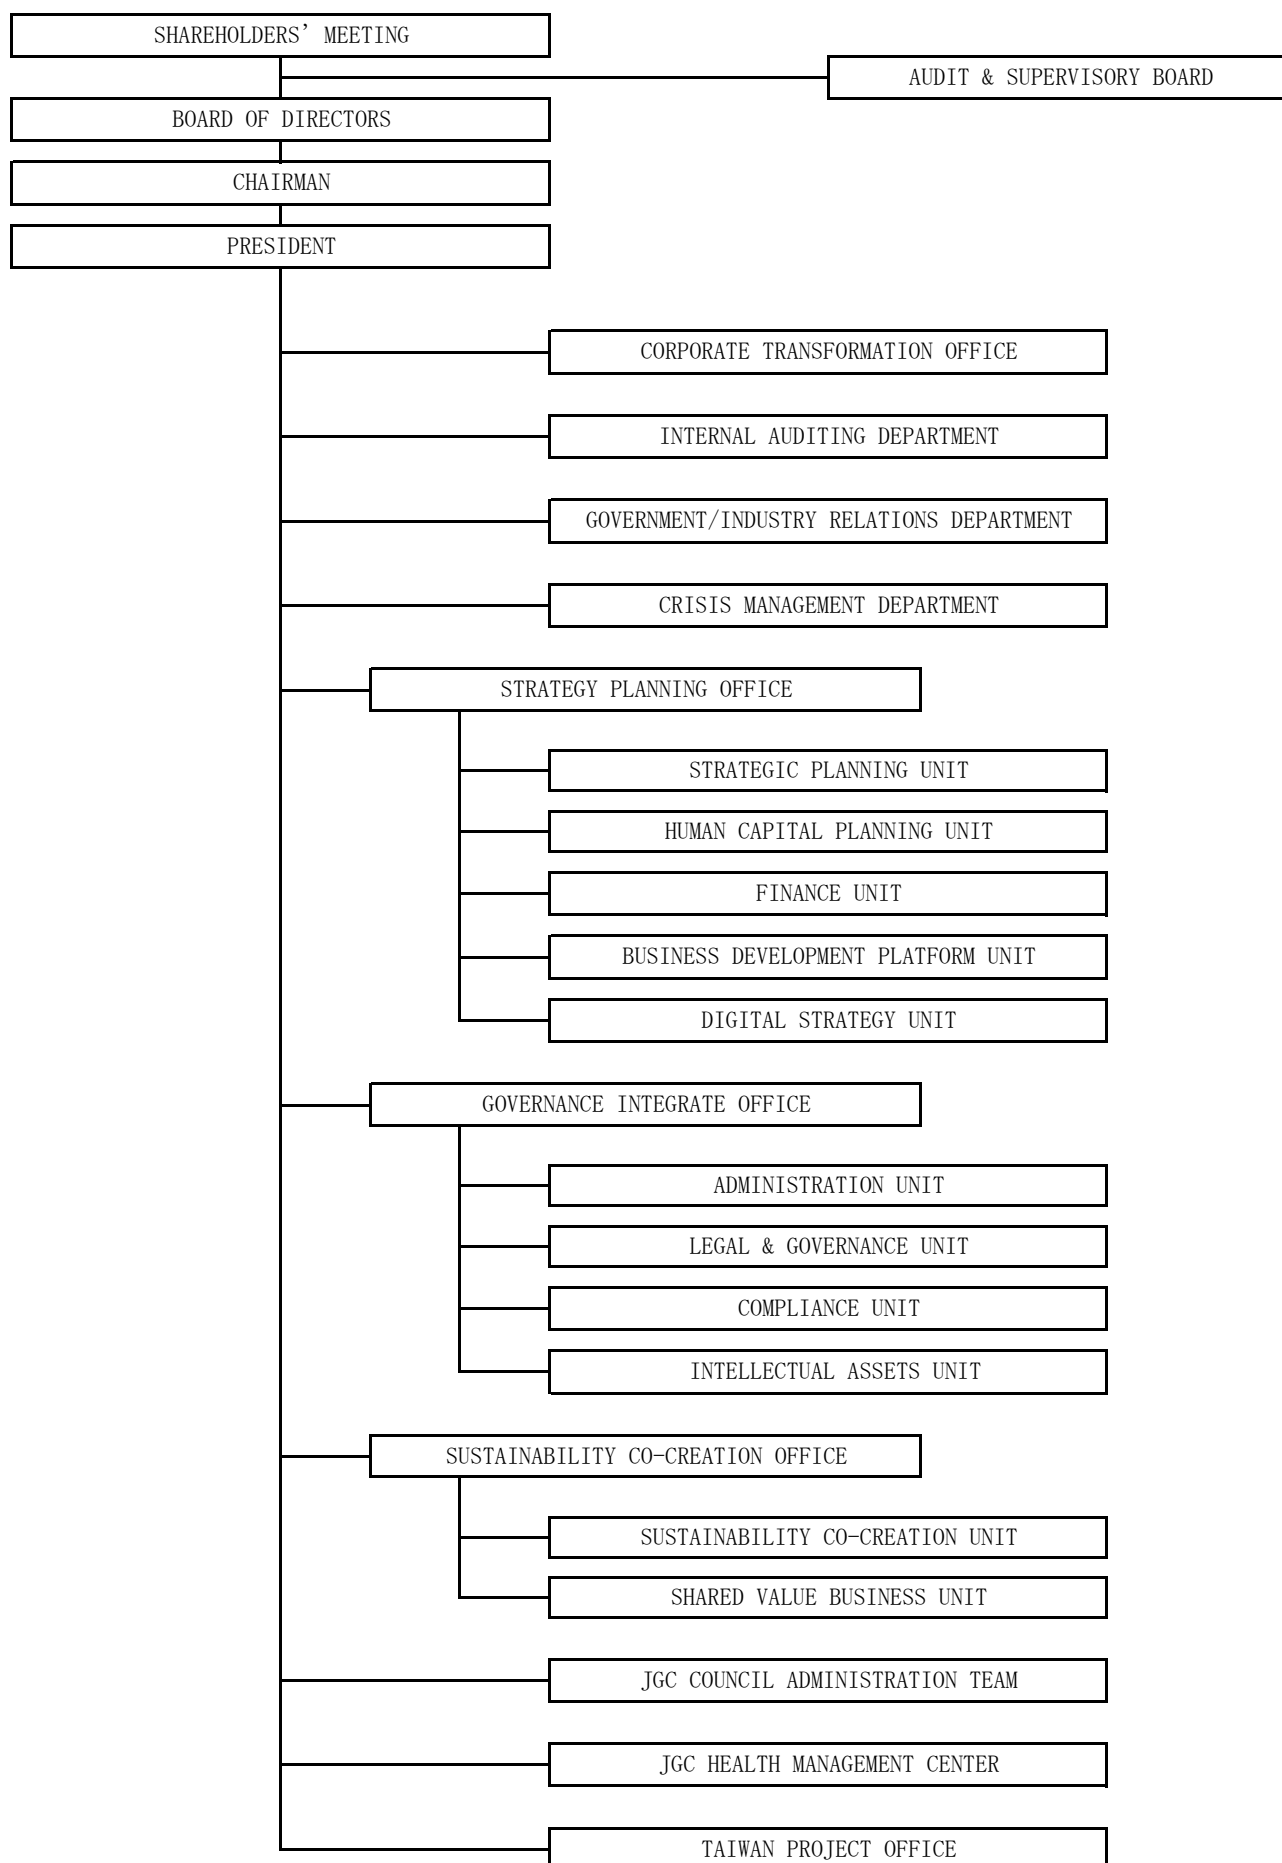 SHAREHOLDERS’ MEETING
AUDIT & SUPERVISORY BOARD
BOARD OF DIRECTORS
CHAIRMAN
PRESIDENT
CORPORATE TRANSFORMATION OFFICE
INTERNAL AUDITING DEPARTMENT
GOVERNMENT/INDUSTRY RELATIONS DEPARTMENT
CRISIS MANAGEMENT DEPARTMENT
STRATEGY PLANNING OFFICE
STRATEGIC PLANNING UNIT
HUMAN CAPITAL PLANNING UNIT
FINANCE UNIT
BUSINESS DEVELOPMENT PLATFORM UNIT
DIGITAL STRATEGY UNIT
GOVERNANCE INTEGRATE OFFICE
ADMINISTRATION UNIT
LEGAL & GOVERNANCE UNIT
COMPLIANCE UNIT
INTELLECTUAL ASSETS UNIT
SUSTAINABILITY CO-CREATION OFFICE
SUSTAINABILITY CO-CREATION UNIT
SHARED VALUE BUSINESS UNIT
JGC COUNCIL ADMINISTRATION TEAM
JGC HEALTH MANAGEMENT CENTER
TAIWAN PROJECT OFFICE